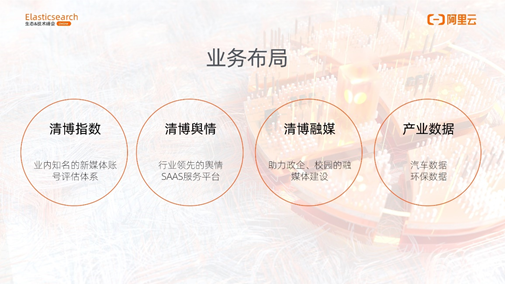 Elasticsearch
生态&技术峰会
阿里云
业务布局
清博指数
业内知名的新媒体账
号评估体系
清博舆情
行业领先的舆情
SAAS服务平台
清博融媒
助力政企、校园的融
媒体建设
产业数据
汽车数据
环保数据